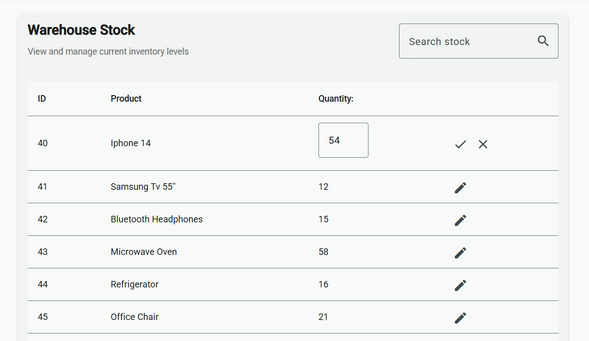 Warehouse Stock
View and manage current inventory levels
Search stock
ID Product Quantity:
40 Iphone 14 54
41 Samsung Tv 55"
12
42 Bluetooth Headphones 15
43 Microwave Oven 58
44 Refrigerator 16
45 Office Chair 21